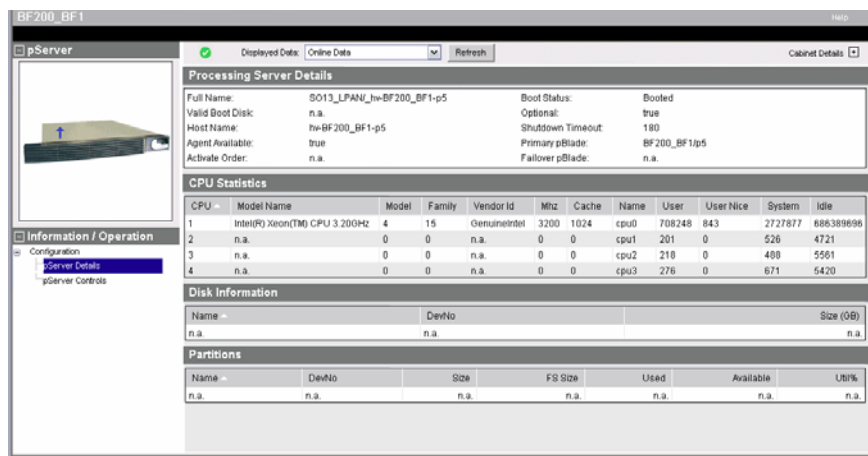 BF200_BF1 Help
pServer
Displayed Data: Online Data Refresh Cabinet Details
Processing Server Details
Full Name: SO13_LPAN/_hv-BF200_BF1-p5 Boot Status: Booted
Valid Boot Disk: n.a. Optional: true
Host Name: hv-BF200_BF1-p5 Shutdown Timeout: 180
Agent Available: true Primary pBlade: BF200_BF1/p5
Activate Order: n.a. Failover pBlade: n.a.
CPU Statistics
CPU Model Name Model Family Vendor Id Mhz Cache Name User User Nice System Idle
1 Intel(R) Xeon(TM) CPU 3.20GHz 4 15 GenuineIntel 3200 1024 cpu0 708248 843 2727877 686389696
2 n.a. 0 0 n.a. 0 0 cpu1 201 0 526 4721
3 n.a. 0 0 n.a. 0 0 cpu2 218 0 488 5561
4 n.a. 0 0 n.a. 0 0 cpu3 276 0 671 5420
Information / Operation
Configuration
pServer Details
pServer Controls
Disk Information
Name DevNo Size (GB)
n.a. n.a. n.a.
Partitions
Name DevNo Size FS Size Used Available Util%
n.a. n.a. n.a. n.a. n.a. n.a. n.a.